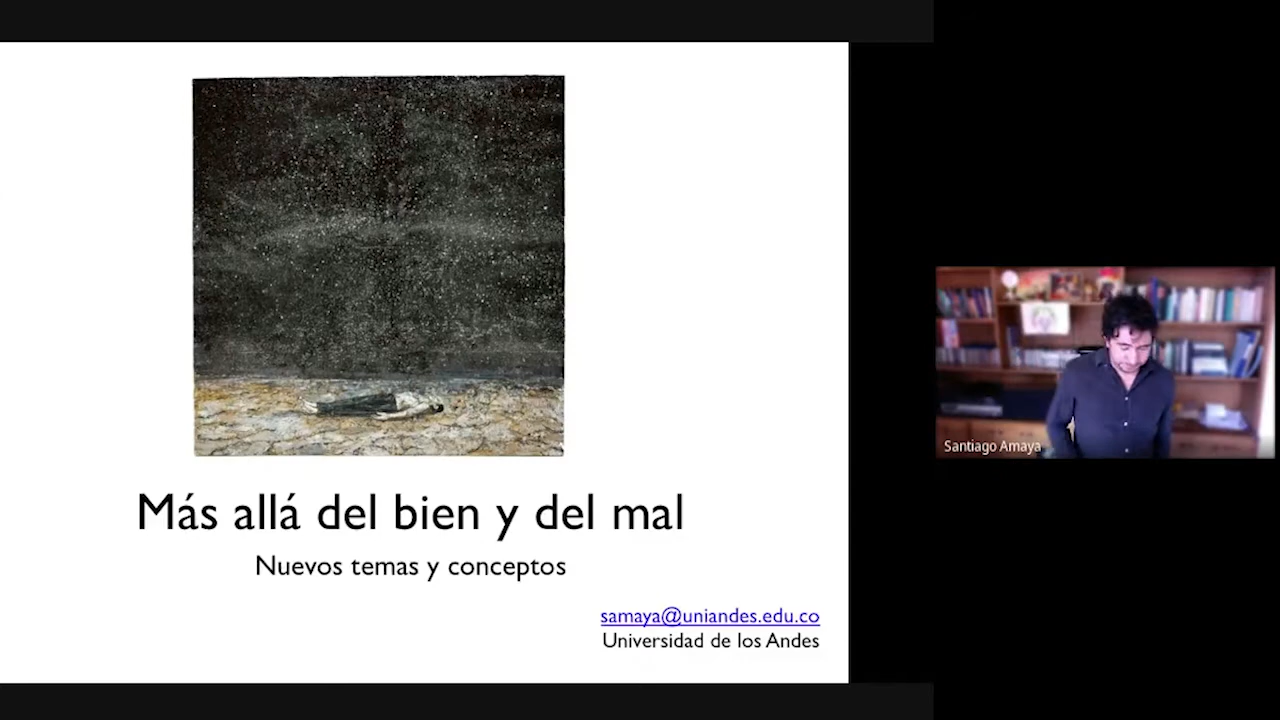 Más allá del bien y del mal
Nuevos temas y conceptos
samaya@uniandes.edu.co
Universidad de los Andes
Santiago Amaya